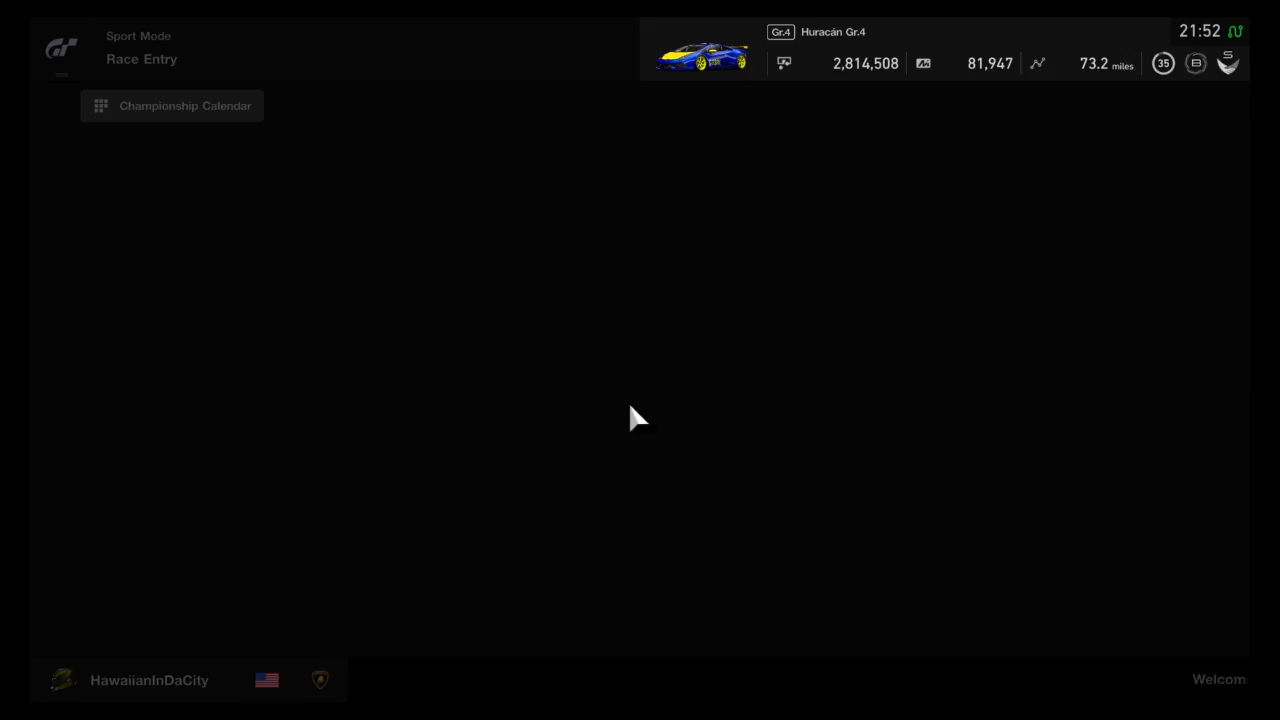 Sport Mode
Race Entry
Gr.4 Huracán Gr.4
21:52
2,814,508
81,947
73.2 miles
35
B
S
Championship Calendar
HawaiianInDaCity
Welcom